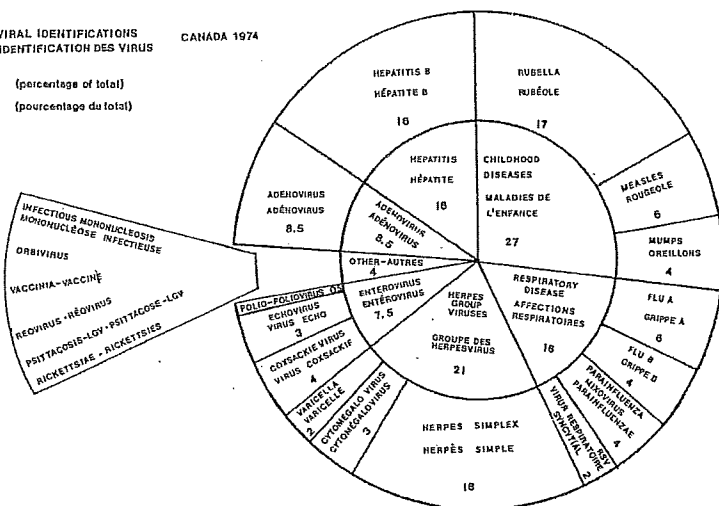 VIRAL IDENTIFICATIONS
IDENTIFICATION DES VIRUS
CANADA 1974
(percentage of total)
(pourcentage du total)
HEPATITIS B
HÉPATITE B
16
RUBELLA
RUBÉOLE
17
MEASLES
ROUGEOLE
6
MUMPS
OREILLONS
4
FLU A
GRIPPE A
6
FLU B
GRIPPE B
4
PARAINFLUENZA
MIXOVIRUS
PARAINFLUENZAE
4
RSV
VIRUS RESPIRATOIRE
SYNCYTIAL
2
HERPES SIMPLEX
HERPÈS SIMPLE
16
CYTOMEGALO VIRUS
CYTOMÉGALOVIRUS
3
VARICELLA
VARICELLE
2
COXSACKIE VIRUS
VIRUS COXSACKIE
4
ECHOVIRUS
VIRUS ECHO
3
POLIO-POLIOVIRUS 05
ADENOVIRUS
ADÉNOVIRUS
8,5
HEPATITIS
HÉPATITE
16
CHILDHOOD
DISEASES
MALADIES DE
L'ENFANCE
27
RESPIRATORY
DISEASE
AFFECTIONS
RESPIRATOIRES
16
HERPES
GROUP
VIRUSES
GROUPE DES
HERPESVIRUS
21
ENTEROVIRUS
ENTÉROVIRUS
7,5
OTHER-AUTRES
4
ADENOVIRUS
ADÉNOVIRUS
8,5
INFECTIOUS MONONUCLEOSIS
MONONUCLÉOSE INFECTIEUSE
ORBIVIRUS
VACCINIA-VACCINE
REOVIRUS-RÉOVIRUS
PSITTACOSIS-LGV-PSITTACOSE-LGV
RICKETTSIAE - RICKETTSIES